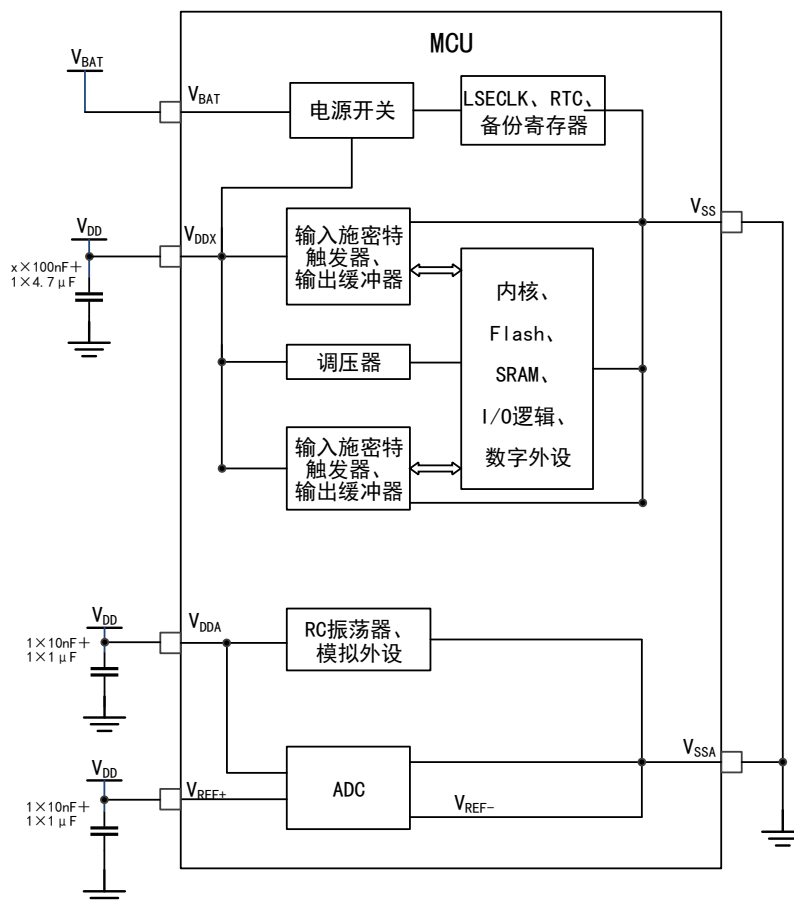 MCU
VBAT
VBAT
电源开关
LSECLK、RTC、
备份寄存器
VDD
VDDX
x×100nF+
1×4.7μF
输入施密特
触发器、
输出缓冲器
VSS
内核、
Flash、
SRAM、
I/O逻辑、
数字外设
调压器
输入施密特
触发器、
输出缓冲器
VDD
VDDA
1×10nF+
1×1μF
RC振荡器、
模拟外设
VSSA
VDD
VREF+
1×10nF+
1×1μF
ADC
VREF-